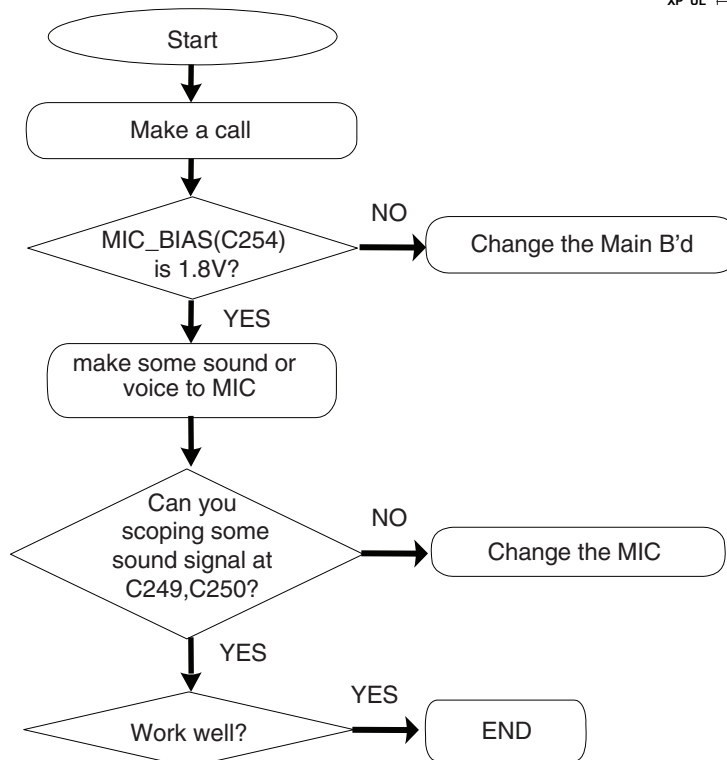 XP UL
Start
Make a call
MIC_BIAS(C254)
is 1.8V?
NO
Change the Main B'd
YES
make some sound or
voice to MIC
Can you
scoping some
sound signal at
C249,C250?
NO
Change the MIC
YES
Work well?
YES
END